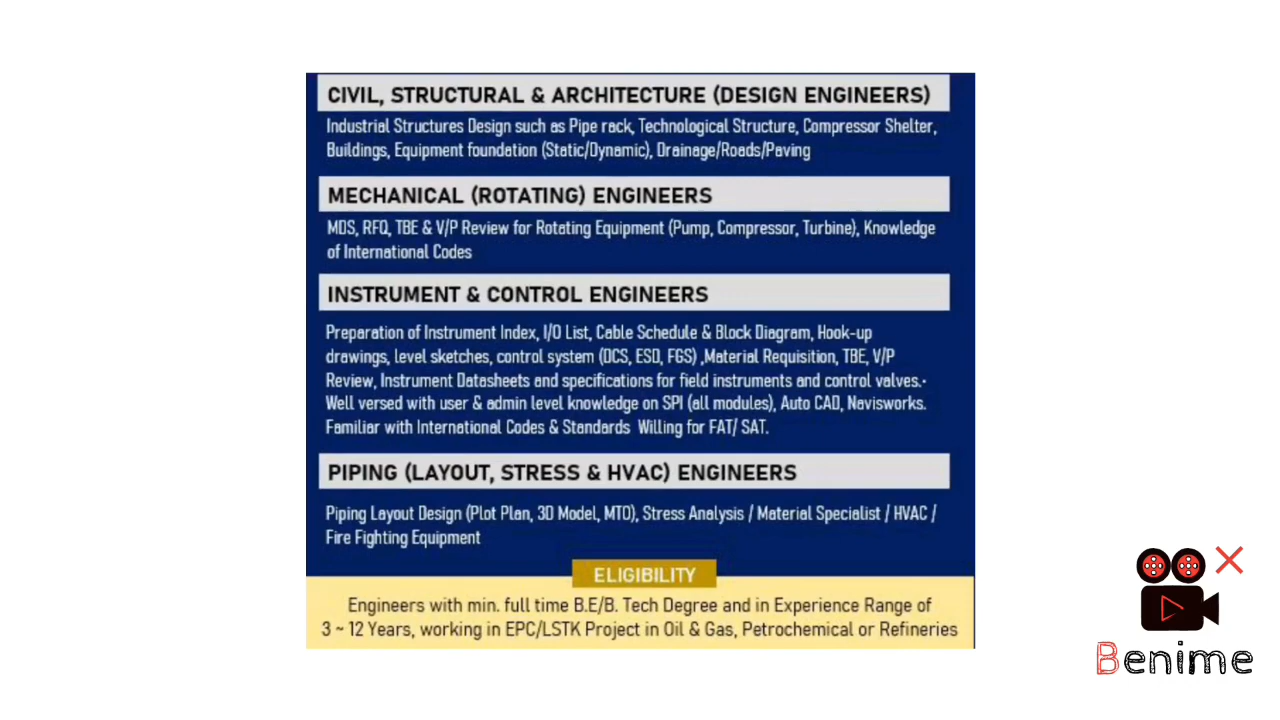 CIVIL, STRUCTURAL & ARCHITECTURE (DESIGN ENGINEERS)
Industrial Structures Design such as Pipe rack, Technological Structure, Compressor Shelter,
Buildings, Equipment foundation (Static/Dynamic), Drainage/Roads/Paving
MECHANICAL (ROTATING) ENGINEERS
MDS, RFQ, TBE & V/P Review for Rotating Equipment (Pump, Compressor, Turbine), Knowledge
of International Codes
INSTRUMENT & CONTROL ENGINEERS
Preparation of Instrument Index, I/O List, Cable Schedule & Block Diagram, Hook-up
drawings, level sketches, control system (DCS, ESD, FGS) ,Material Requisition, TBE, V/P
Review, Instrument Datasheets and specifications for field instruments and control valves.·
Well versed with user & admin level knowledge on SPI (all modules), Auto CAD, Navisworks.
Familiar with International Codes & Standards Willing for FAT/ SAT.
PIPING (LAYOUT, STRESS & HVAC) ENGINEERS
Piping Layout Design (Plot Plan, 3D Model, MTO), Stress Analysis / Material Specialist / HVAC /
Fire Fighting Equipment
ELIGIBILITY
Engineers with min. full time B.E/B. Tech Degree and in Experience Range of
3 ~ 12 Years, working in EPC/LSTK Project in Oil & Gas, Petrochemical or Refineries
Benime